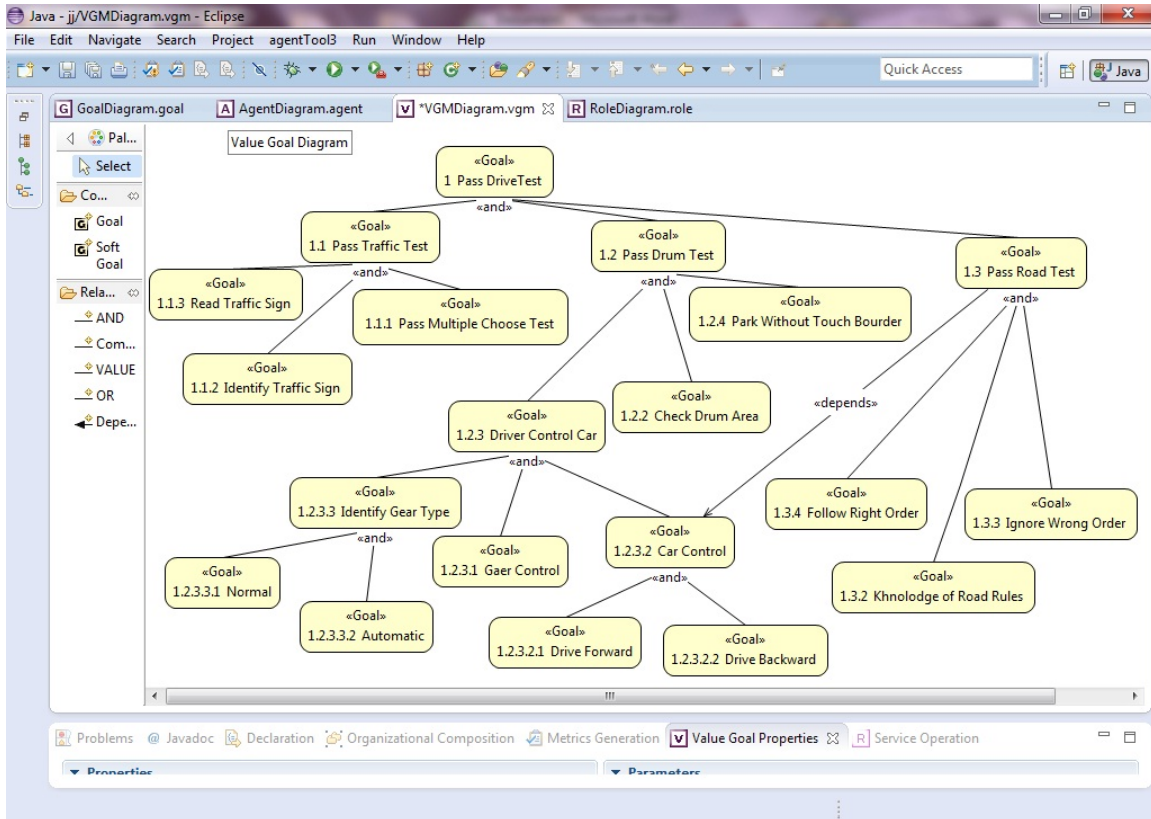 Java - jj/VGMDiagram.vgm - Eclipse
File Edit Navigate Search Project agentTool3 Run Window Help
Quick Access
Java
GoalDiagram.goal
AgentDiagram.agent
*VGMDiagram.vgm
RoleDiagram.role
Pal...
Select
Co...
Goal
Soft
Goal
Rela...
AND
Com...
VALUE
OR
Depe...
Value Goal Diagram
«Goal»
1 Pass DriveTest
«and»
«Goal»
1.1 Pass Traffic Test
«and»
«Goal»
1.2 Pass Drum Test
«and»
«Goal»
1.3 Pass Road Test
«and»
«Goal»
1.1.3 Read Traffic Sign
«Goal»
1.1.1 Pass Multiple Choose Test
«Goal»
1.2.4 Park Without Touch Bourder
«Goal»
1.1.2 Identify Traffic Sign
«Goal»
1.2.2 Check Drum Area
«depends»
«Goal»
1.2.3 Driver Control Car
«and»
«Goal»
1.2.3.3 Identify Gear Type
«and»
«Goal»
1.3.4 Follow Right Order
«Goal»
1.3.3 Ignore Wrong Order
«Goal»
1.2.3.1 Gaer Control
«Goal»
1.2.3.2 Car Control
«and»
«Goal»
1.2.3.3.1 Normal
«Goal»
1.3.2 Khnolodge of Road Rules
«Goal»
1.2.3.3.2 Automatic
«Goal»
1.2.3.2.1 Drive Forward
«Goal»
1.2.3.2.2 Drive Backward
Problems @ Javadoc Declaration Organizational Composition Metrics Generation Value Goal Properties Service Operation
Properties
Parameters